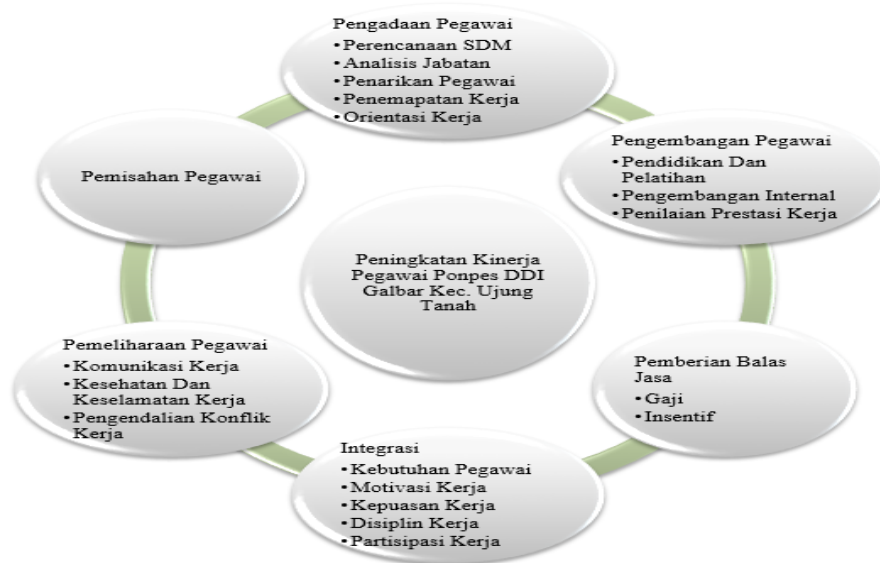 Pengadaan Pegawai
•Perencanaan SDM
•Analisis Jabatan
•Penarikan Pegawai
•Penemapatan Kerja
•Orientasi Kerja
Pengembangan Pegawai
•Pendidikan Dan
Pelatihan
•Pengembangan Internal
•Penilaian Prestasi Kerja
Pemberian Balas
Jasa
•Gaji
•Insentif
Integrasi
•Kebutuhan Pegawai
•Motivasi Kerja
•Kepuasan Kerja
•Disiplin Kerja
•Partisipasi Kerja
Pemeliharaan Pegawai
•Komunikasi Kerja
•Kesehatan Dan
Keselamatan Kerja
•Pengendalian Konflik
Kerja
Pemisahan Pegawai
Peningkatan Kinerja
Pegawai Ponpes DDI
Galbar Kec. Ujung
Tanah